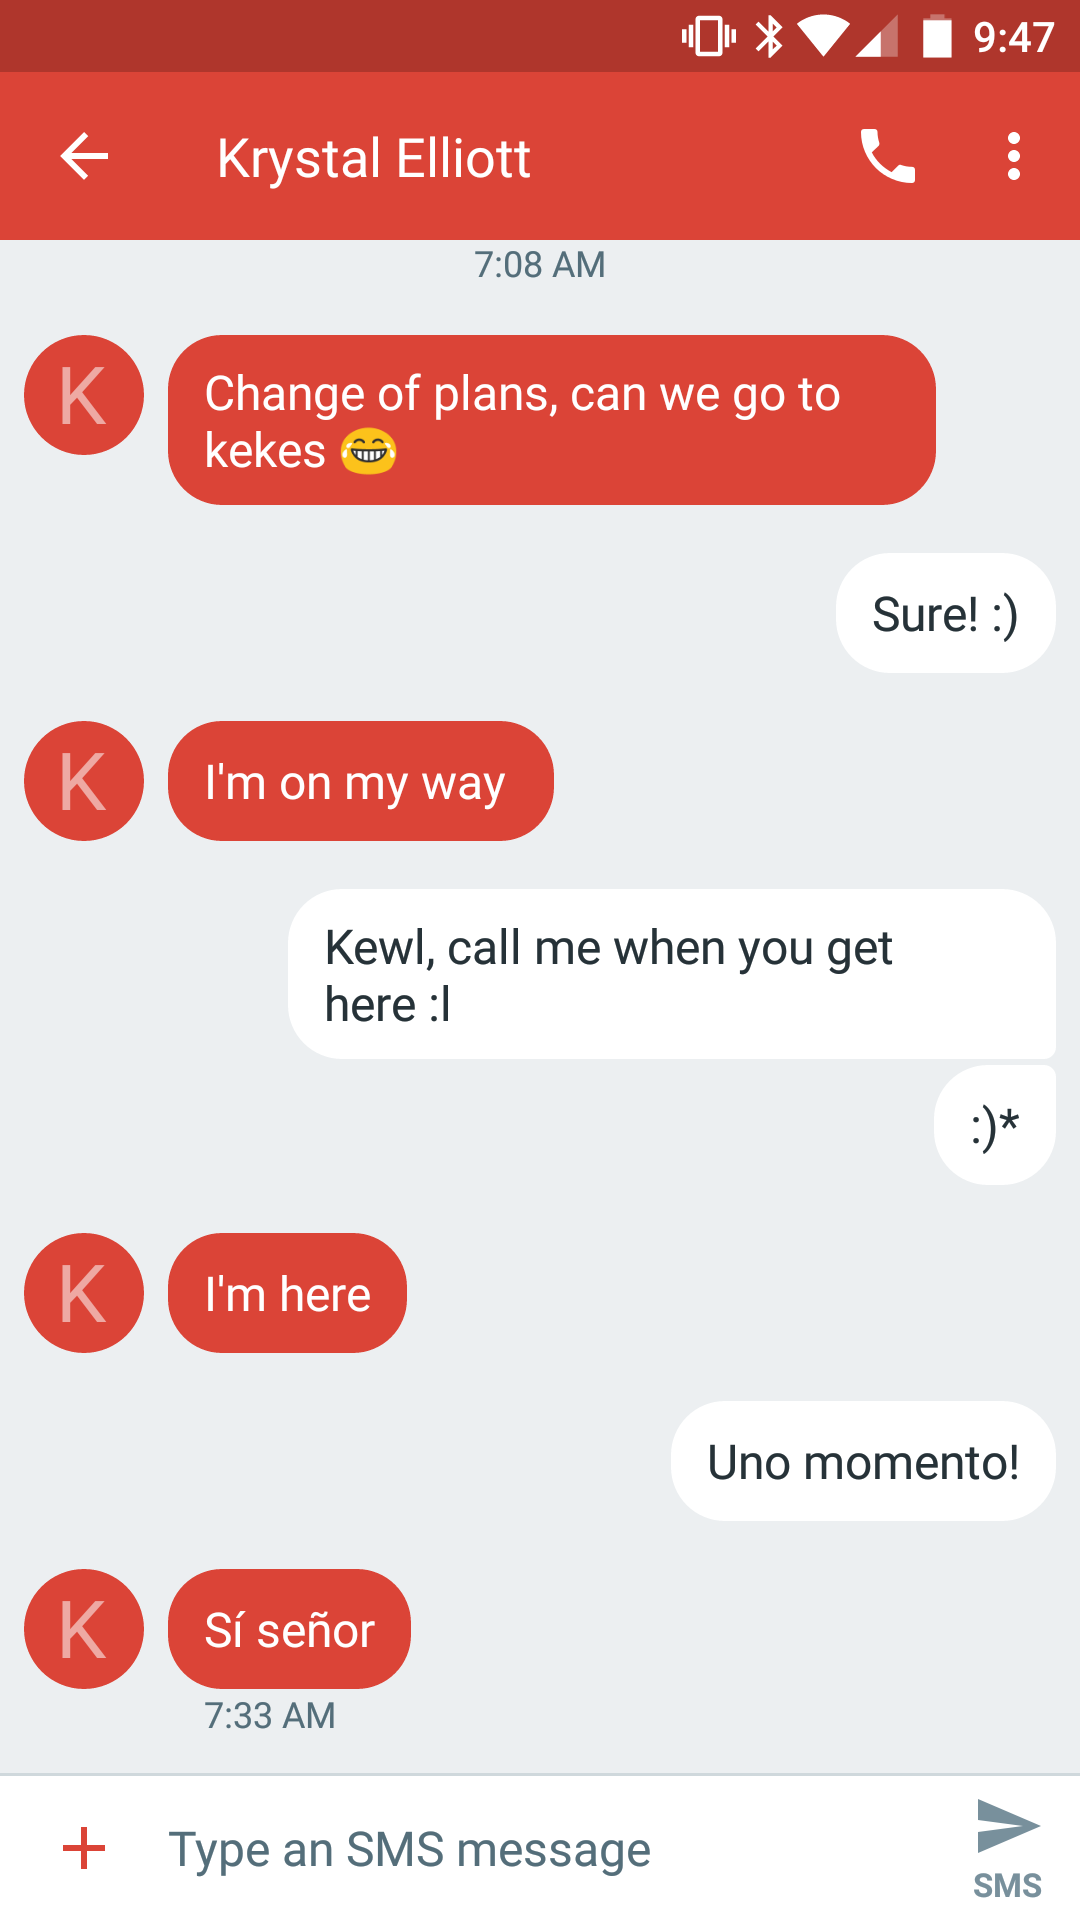 9:47
Krystal Elliott
7:08 AM
K
Change of plans, can we go to
kekes 😂
Sure! :)
K
I'm on my way
Kewl, call me when you get
here :l
:)*
K
I'm here
Uno momento!
K
Sí señor
7:33 AM
Type an SMS message
SMS